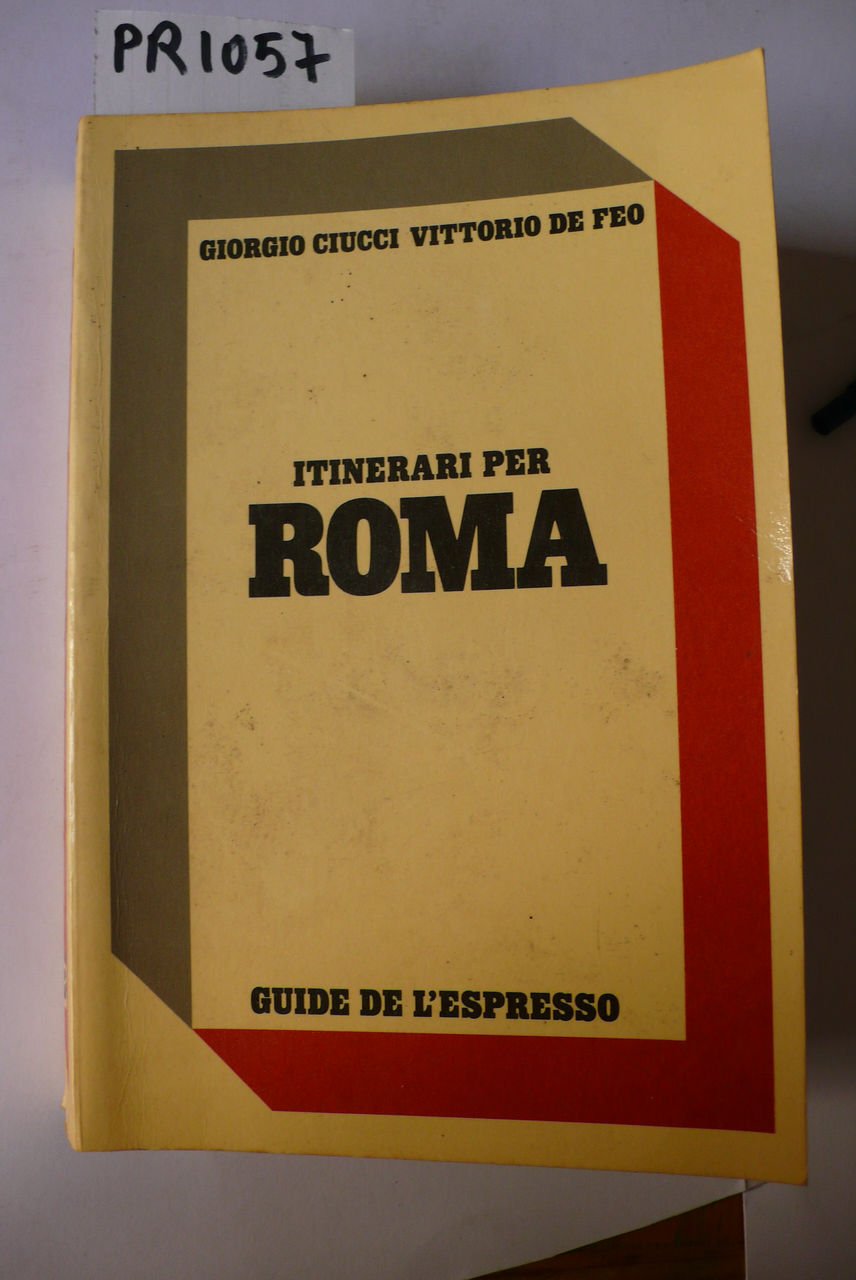 PR1057
GIORGIO CIUCCI VITTORIO DE FEO
ITINERARI PER
ROMA
GUIDE DE L'ESPRESSO